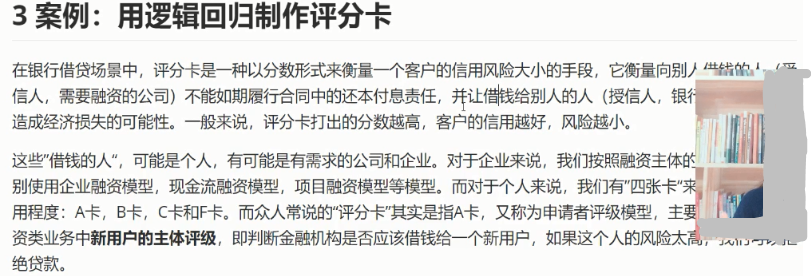 3 案例：用逻辑回归制作评分卡
在银行借贷场景中，评分卡是一种以分数形式来衡量一个客户的信用风险大小的手段，它衡量向别人借钱的人（受
信人，需要融资的公司）不能如期履行合同中的还本付息责任，并让借钱给别人的人（授信人，银行
造成经济损失的可能性。一般来说，评分卡打出的分数越高，客户的信用越好，风险越小。
这些”借钱的人“，可能是个人，有可能是有需求的公司和企业。对于企业来说，我们按照融资主体的
别使用企业融资模型，现金流融资模型，项目融资模型等模型。而对于个人来说，我们有”四张卡“来
用程度：A卡，B卡，C卡和F卡。而众人常说的“评分卡”其实是指A卡，又称为申请者评级模型，主要
资类业务中新用户的主体评级，即判断金融机构是否应该借钱给一个新用户，如果这个人的风险太高，我们可以拒
绝贷款。